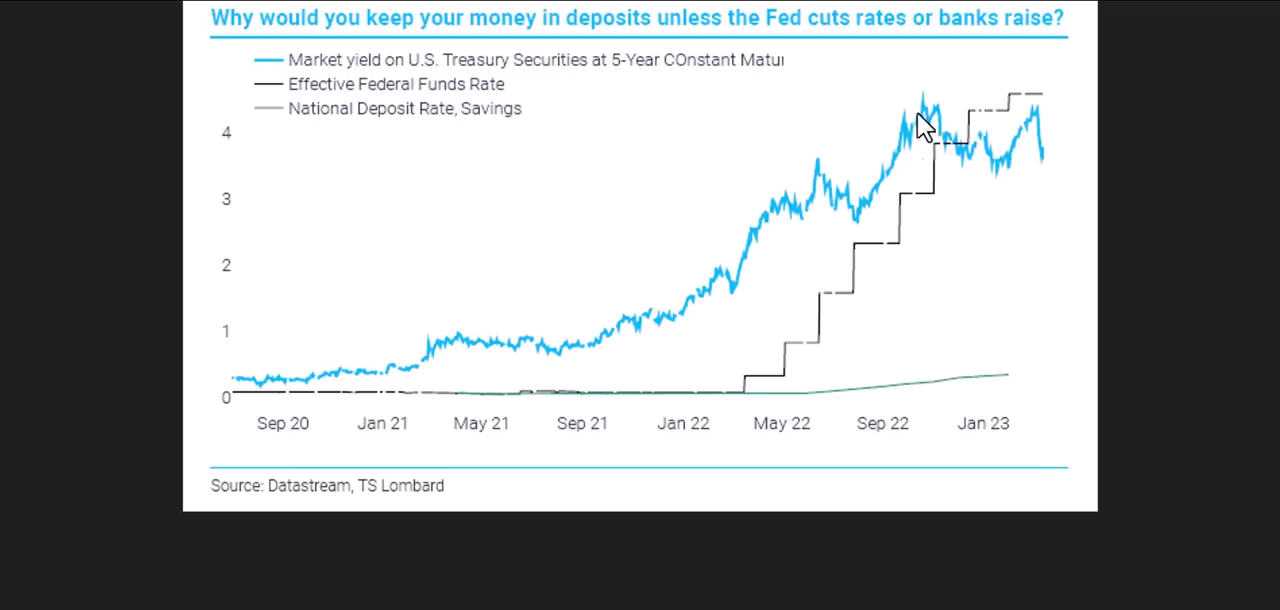 Why would you keep your money in deposits unless the Fed cuts rates or banks raise?
Market yield on U.S. Treasury Securities at 5-Year COnstant Matui
Effective Federal Funds Rate
National Deposit Rate, Savings
4
3
2
1
0
Sep 20 Jan 21 May 21 Sep 21 Jan 22 May 22 Sep 22 Jan 23
Source: Datastream, TS Lombard